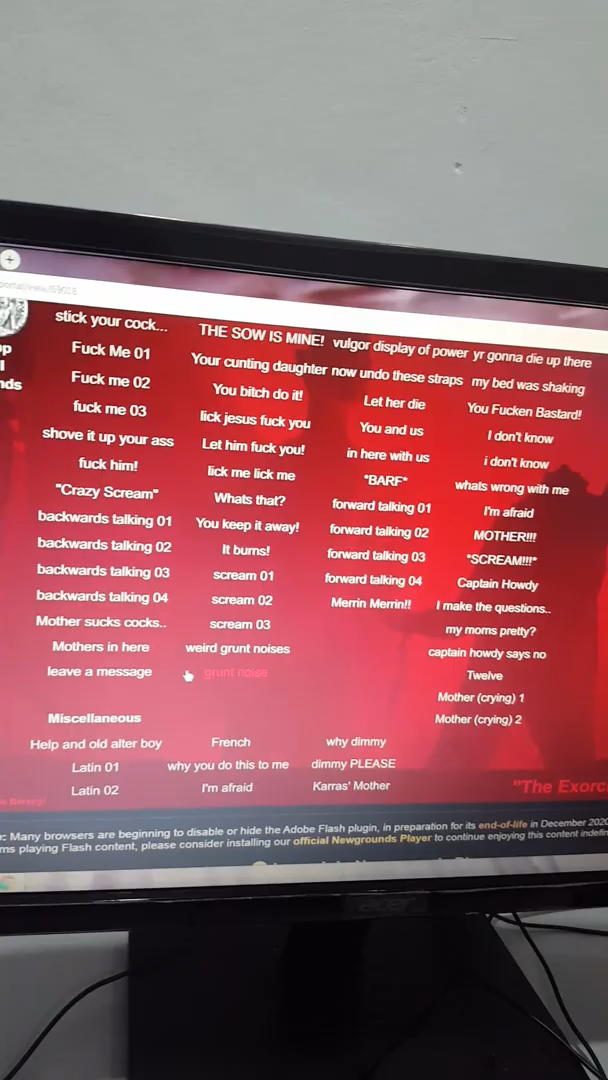 portal/view/69018
stick your cock...
THE SOW IS MINE! vulgor display of power yr gonna die up there
Fuck Me 01
Your cunting daughter now undo these straps my bed was shaking
Fuck me 02
You bitch do it!
Let her die
You Fucken Bastard!
fuck me 03
lick jesus fuck you
You and us
I don't know
shove it up your ass
Let him fuck you!
in here with us
i don't know
fuck him!
lick me lick me
*BARF*
whats wrong with me
"Crazy Scream"
Whats that?
forward talking 01
I'm afraid
backwards talking 01
You keep it away!
forward talking 02
MOTHER!!!
backwards talking 02
It burns!
forward talking 03
*SCREAM!!!*
backwards talking 03
scream 01
forward talking 04
Captain Howdy
backwards talking 04
scream 02
Merrin Merrin!!
I make the questions..
Mother sucks cocks..
scream 03
my moms pretty?
Mothers in here
weird grunt noises
captain howdy says no
leave a message
grunt noise
Twelve
Mother (crying) 1
Miscellaneous
Mother (crying) 2
Help and old alter boy
French
why dimmy
Latin 01
why you do this to me
dimmy PLEASE
Latin 02
I'm afraid
Karras' Mother
"The Exorc
Many browsers are beginning to disable or hide the Adobe Flash plugin, in preparation for its end-of-life in December 2020
ms playing Flash content, please consider installing our official Newgrounds Player to continue enjoying this content indefin
acer